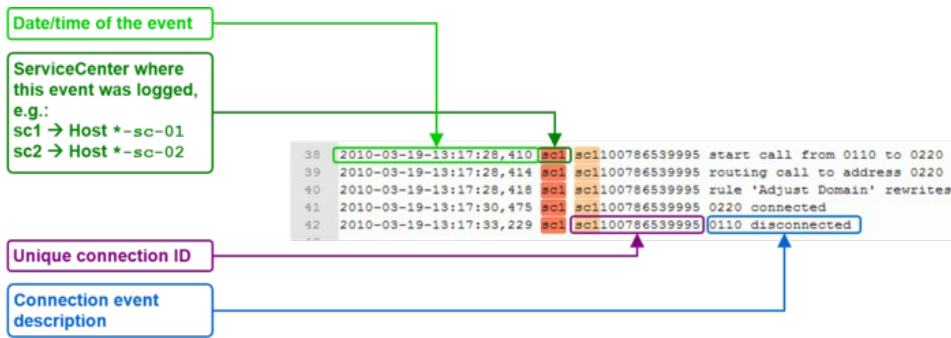 Date/time of the event
ServiceCenter where
this event was logged,
e.g.:
sc1 → Host *-sc-01
sc2 → Host *-sc-02
38 2010-03-19-13:17:28,410 sc1 sc1100786539995 start call from 0110 to 0220
39 2010-03-19-13:17:28,414 sc1 sc1100786539995 routing call to address 0220
40 2010-03-19-13:17:28,418 sc1 sc1100786539995 rule 'Adjust Domain' rewrites
41 2010-03-19-13:17:30,475 sc1 sc1100786539995 0220 connected
42 2010-03-19-13:17:33,229 sc1 sc1100786539995 0110 disconnected
Unique connection ID
Connection event
description